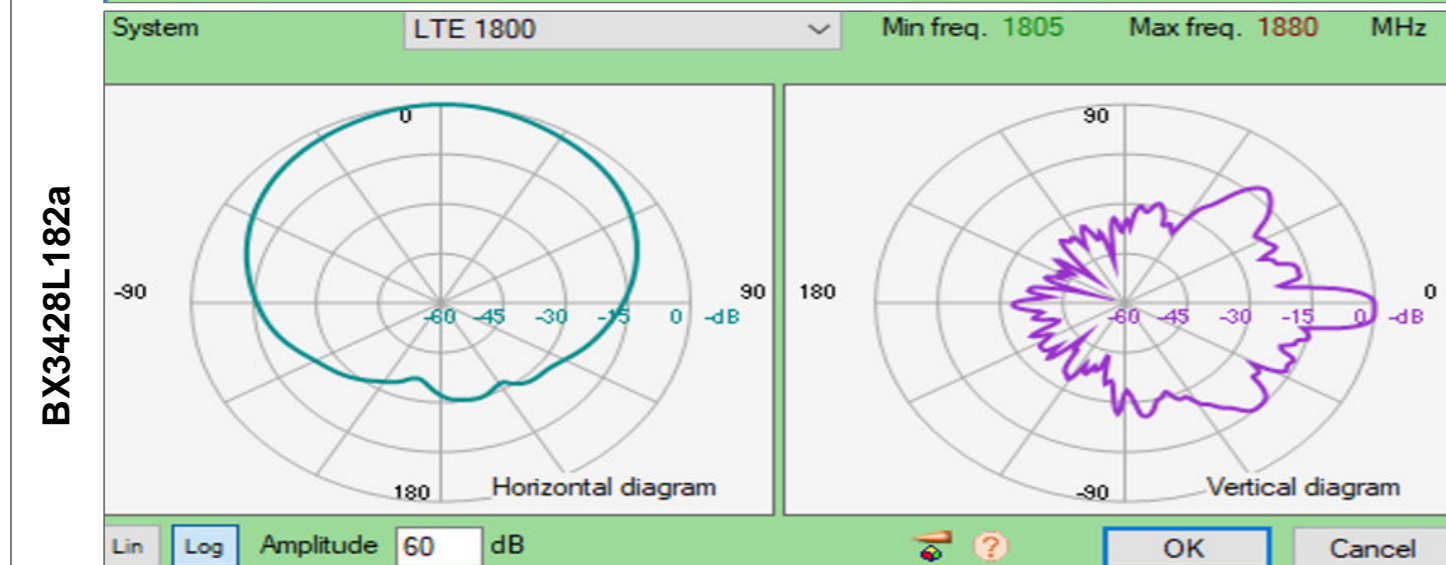 BX3428L182a
System LTE 1800 Min freq. 1805 Max freq. 1880 MHz
0
-90 90
-60 -45 -30 -15 0 -dB
180 Horizontal diagram
90
180 0
-60 -45 -30 -15 0 -dB
-90 Vertical diagram
Lin Log Amplitude 60 dB ? OK Cancel